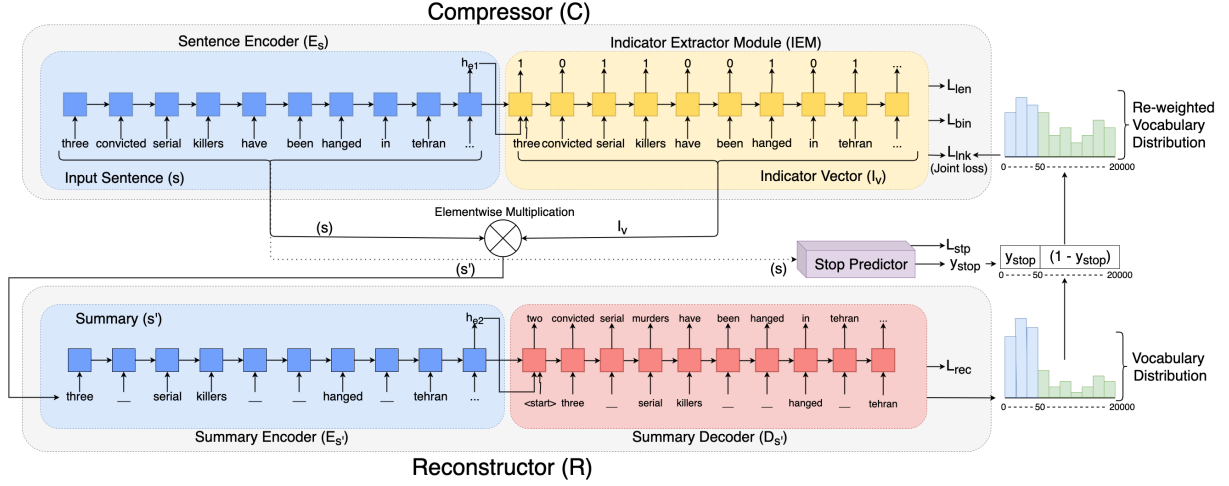 Compressor (C)
Sentence Encoder (Es)
Indicator Extractor Module (IEM)
he1 1 0 1 1 0 0 1 0 1 ...
three convicted serial killers have been hanged in tehran ...
three convicted serial killers have been hanged in tehran ...
Input Sentence (s)
Indicator Vector (Iv)
Llen
Lbin
Llnk
(Joint loss)
Re-weighted
Vocabulary
Distribution
0 50 20000
Elementwise Multiplication
(s)
Iv
(s')
(s)
Stop Predictor
Lstp
ystop
ystop (1 - ystop)
0 50 20000
Summary (s')
he2
two convicted serial murders have been hanged in tehran ...
three __ serial killers __ __ hanged __ tehran ...
<start> three __ serial killers __ __ hanged __ tehran
Lrec
Vocabulary
Distribution
0 50 20000
Summary Encoder (Es')
Summary Decoder (Ds')
Reconstructor (R)